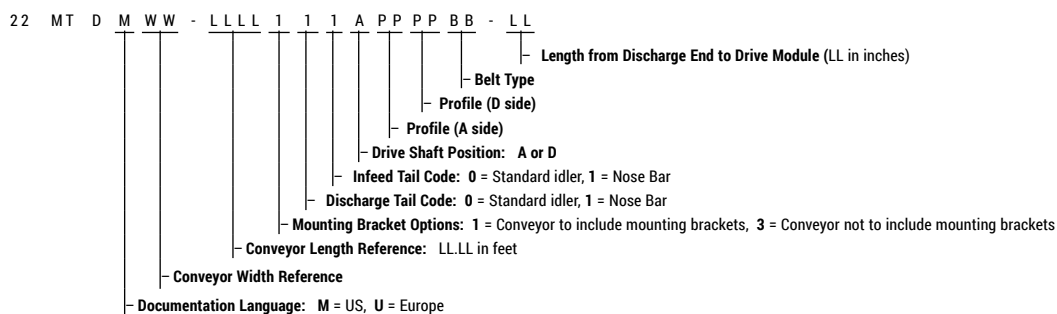 22 MT D M WW - LLLL 1 1 1 A PP PP BB - LL
Length from Discharge End to Drive Module (LL in inches)
Belt Type
Profile (D side)
Profile (A side)
Drive Shaft Position: A or D
Infeed Tail Code: 0 = Standard idler, 1 = Nose Bar
Discharge Tail Code: 0 = Standard idler, 1 = Nose Bar
Mounting Bracket Options: 1 = Conveyor to include mounting brackets, 3 = Conveyor not to include mounting brackets
Conveyor Length Reference: LL.LL in feet
Conveyor Width Reference
Documentation Language: M = US, U = Europe